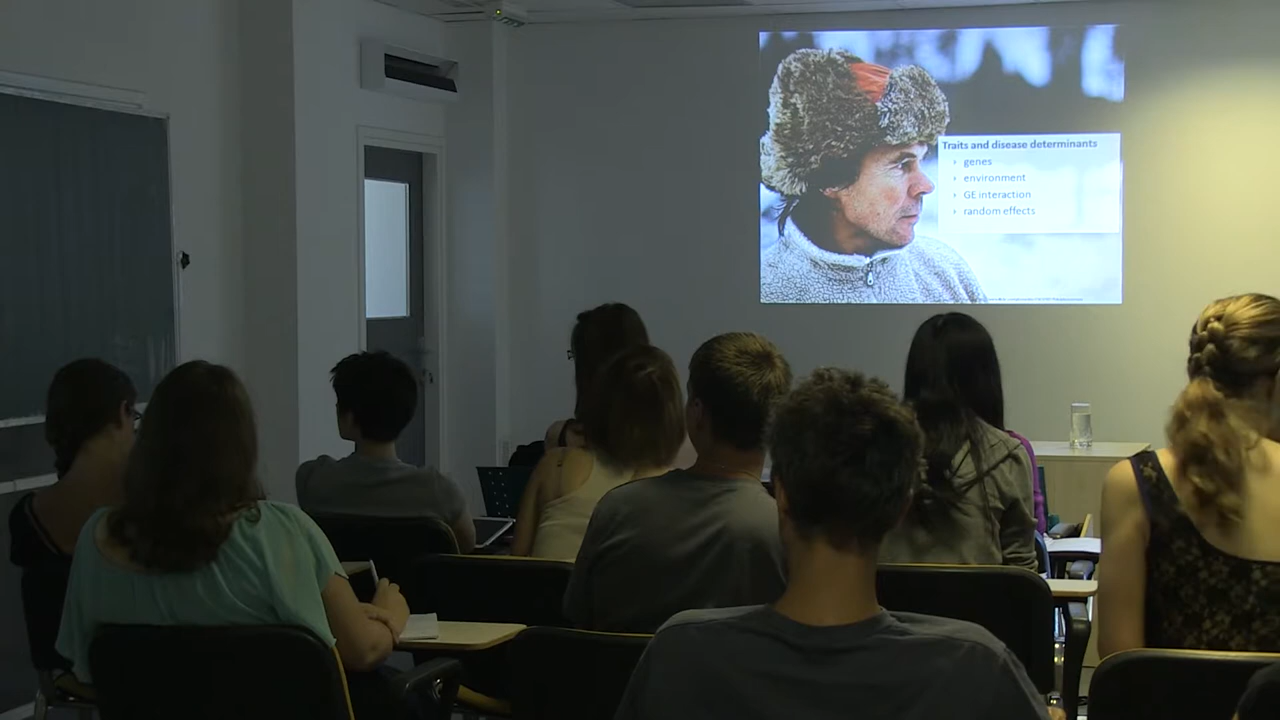 Traits and disease determinants
› genes
› environment
› GE interaction
› random effects